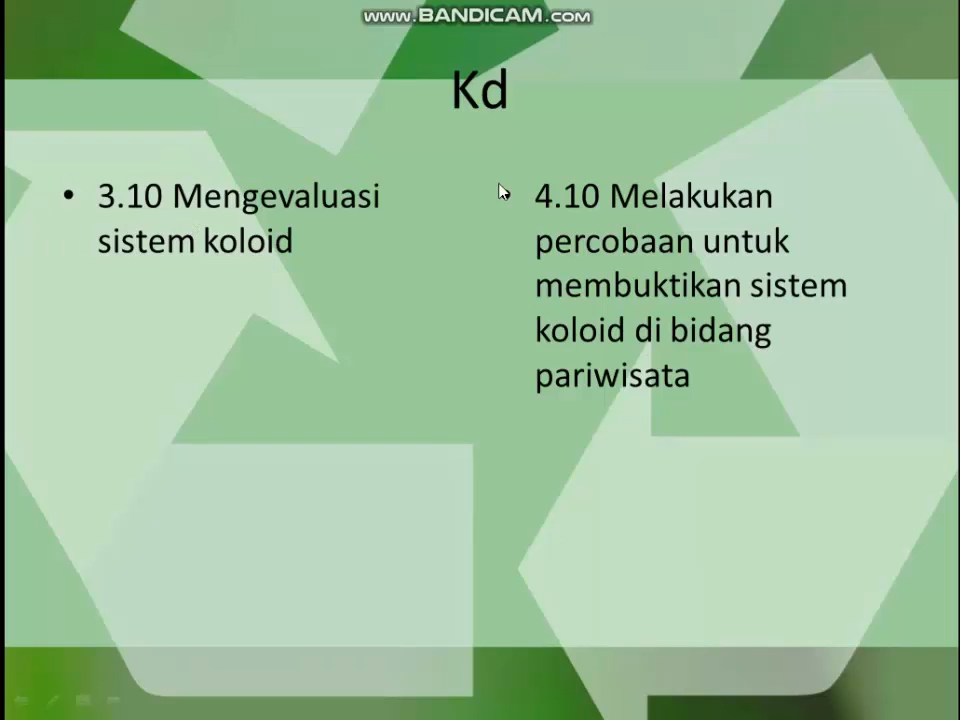 www.BANDICAM.com
Kd
• 3.10 Mengevaluasi
sistem koloid
• 4.10 Melakukan
percobaan untuk
membuktikan sistem
koloid di bidang
pariwisata